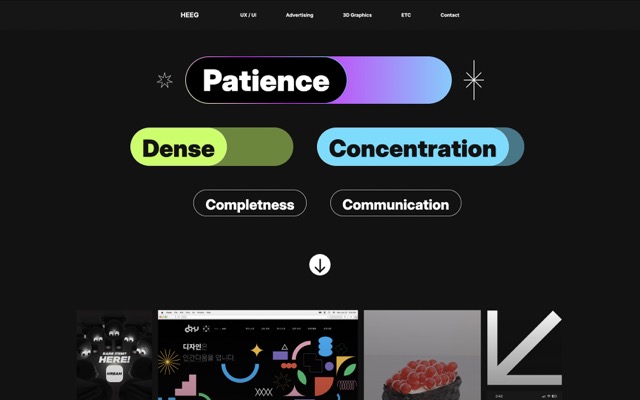 HEEG
UX / UI
Advertising
3D Graphics
ETC
Contact
Patience
Dense
Concentration
Completness
Communication
HERE!
디자인은
인간다움을 엽니다.